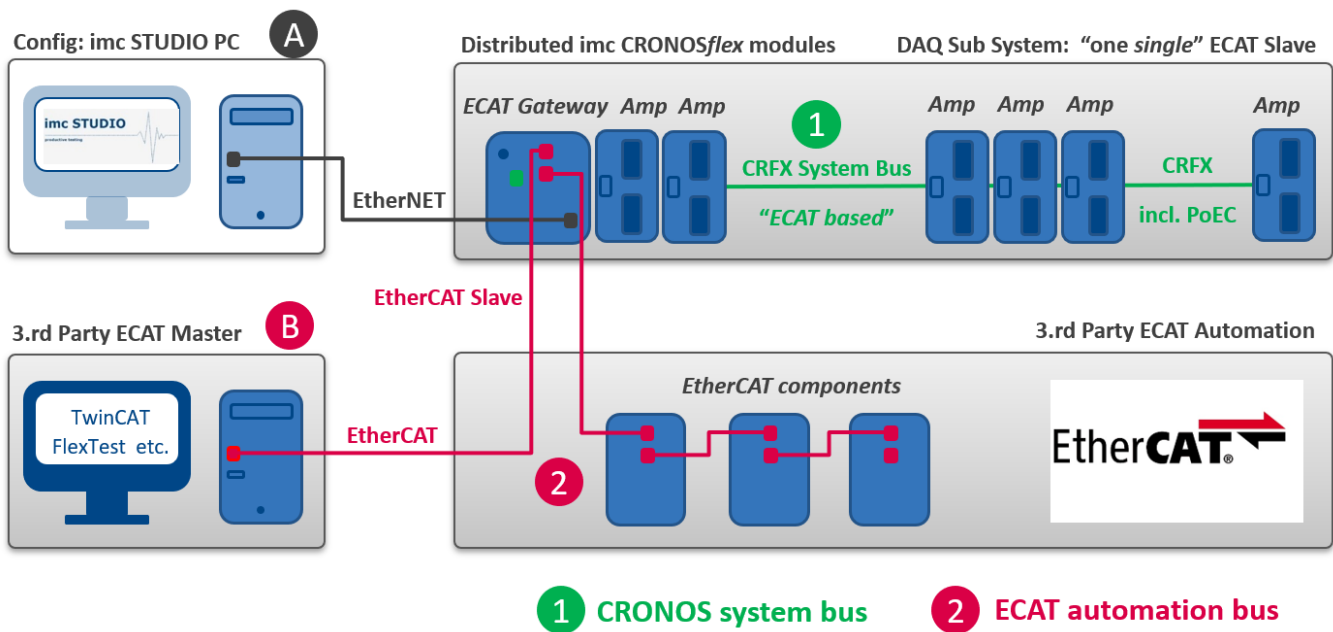 Config: imc STUDIO PC
A
imc STUDIO
productive testing
EtherNET
Distributed imc CRONOSflex modules
DAQ Sub System: “one single” ECAT Slave
ECAT Gateway
Amp
Amp
1
CRFX System Bus
“ECAT based”
Amp
Amp
Amp
CRFX
incl. PoEC
Amp
EtherCAT Slave
3.rd Party ECAT Master
B
TwinCAT
FlexTest etc.
EtherCAT
3.rd Party ECAT Automation
EtherCAT components
2
EtherCAT®
1 CRONOS system bus
2 ECAT automation bus